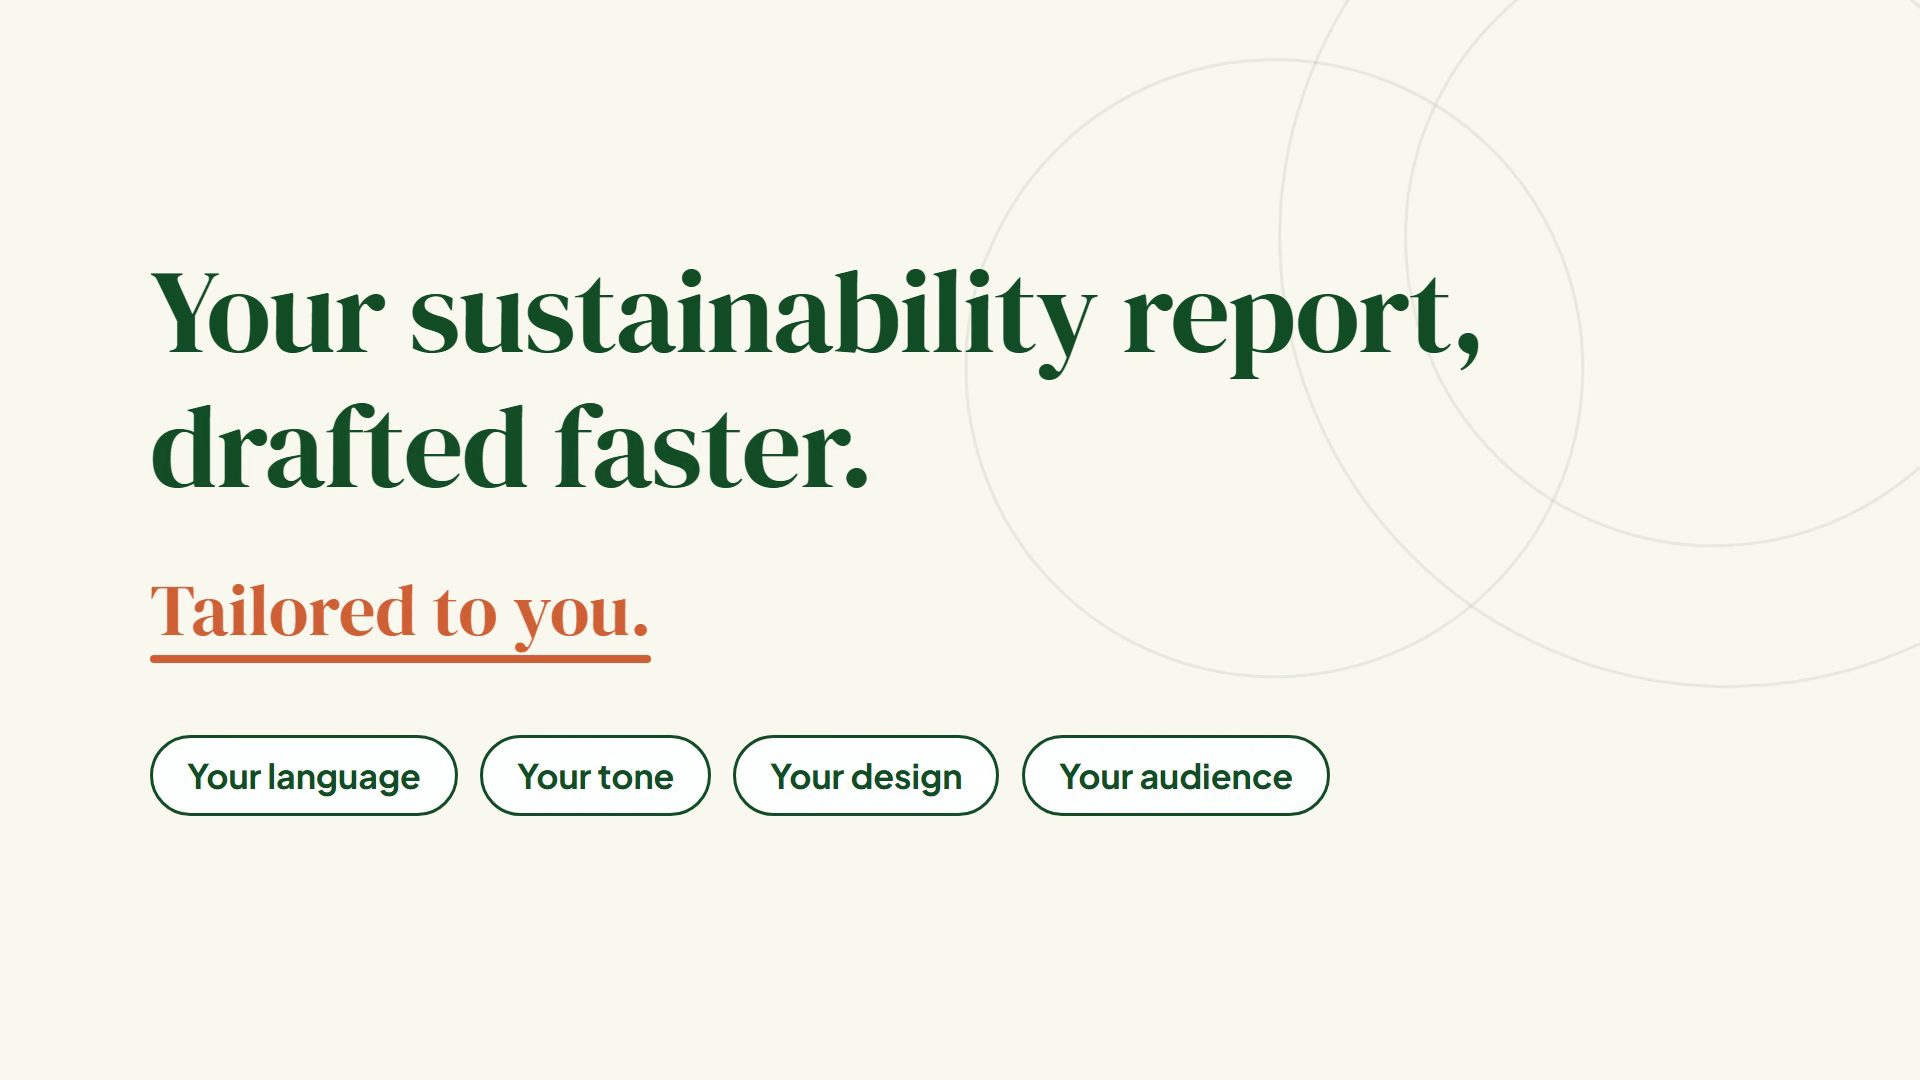 Your sustainability report,
drafted faster.
Tailored to you.
Your language
Your tone
Your design
Your audience